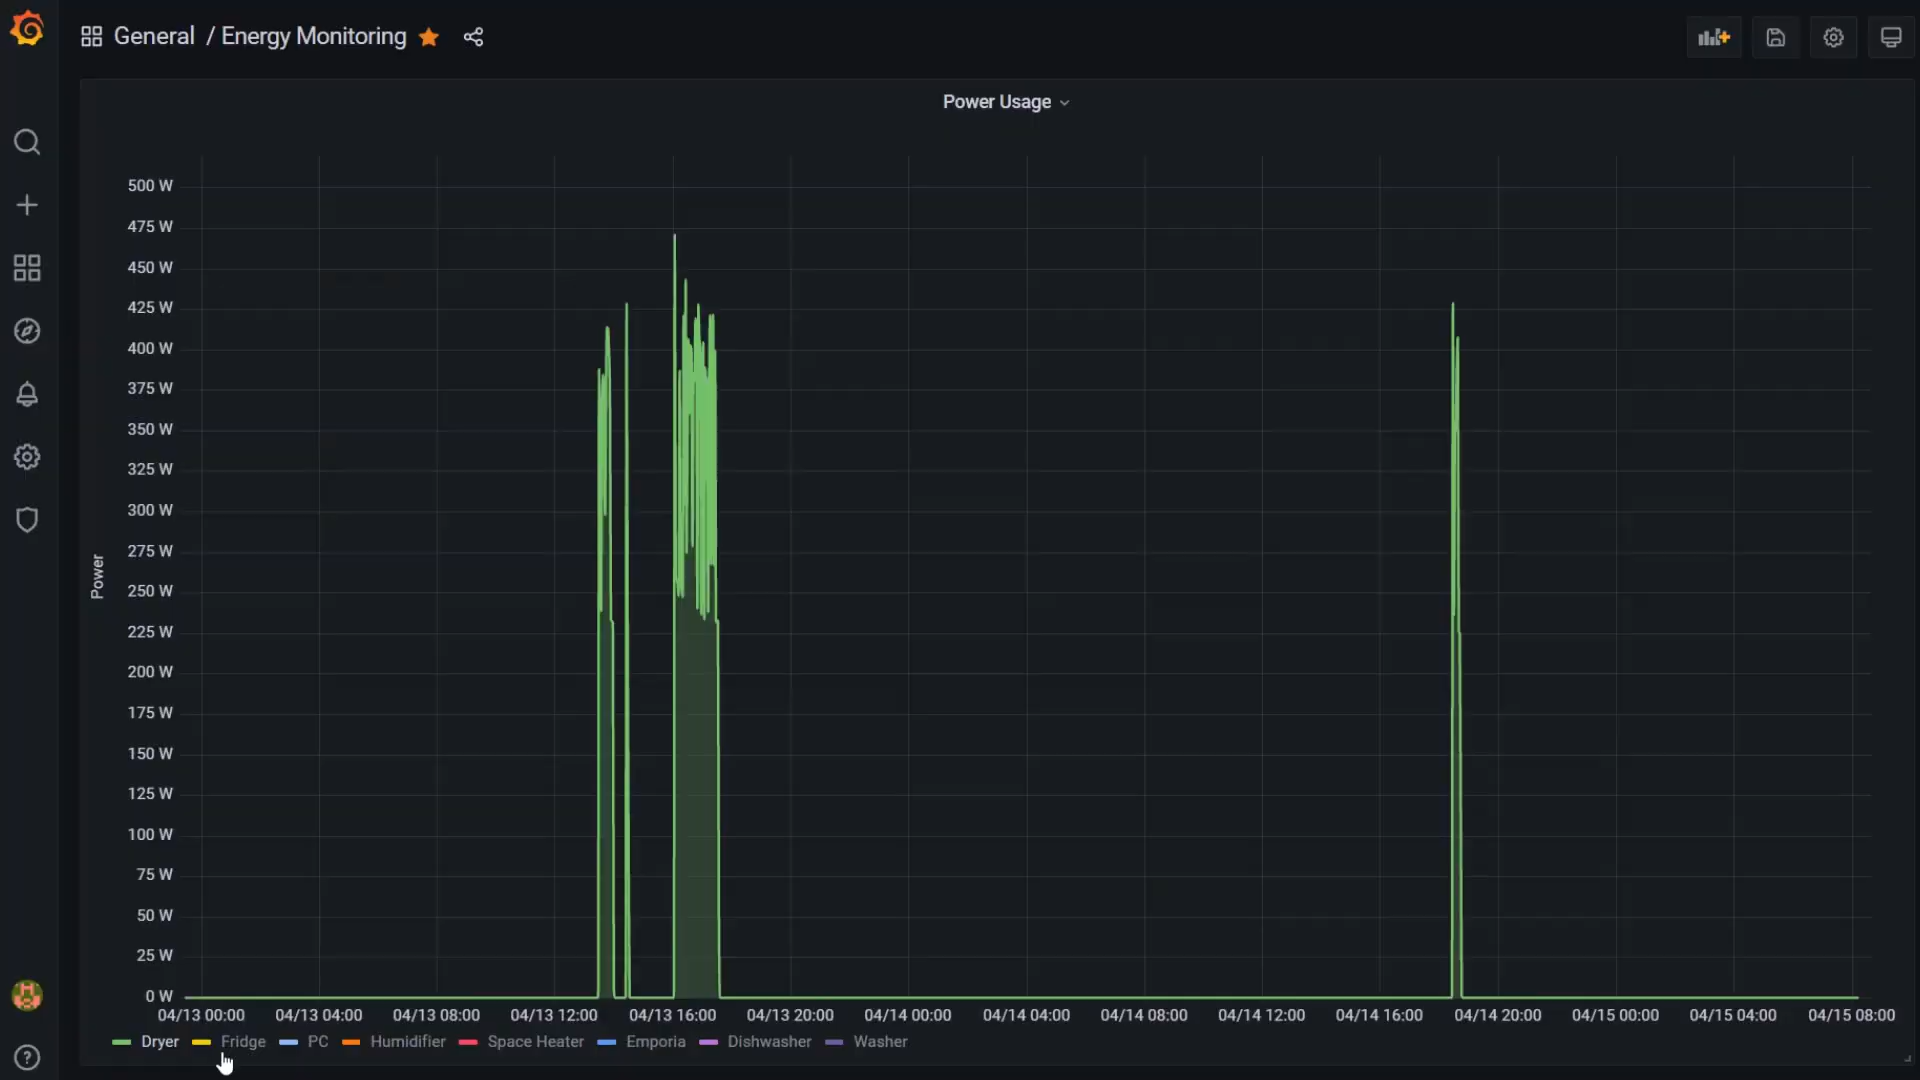 General / Energy Monitoring
Power Usage
500 W
475 W
450 W
425 W
400 W
375 W
350 W
325 W
300 W
275 W
250 W
225 W
200 W
175 W
150 W
125 W
100 W
75 W
50 W
25 W
0 W
Power
04/13 00:00 04/13 04:00 04/13 08:00 04/13 12:00 04/13 16:00 04/13 20:00 04/14 00:00 04/14 04:00 04/14 08:00 04/14 12:00 04/14 16:00 04/14 20:00 04/15 00:00 04/15 04:00 04/15 08:00
Dryer Fridge PC Humidifier Space Heater Emporia Dishwasher Washer